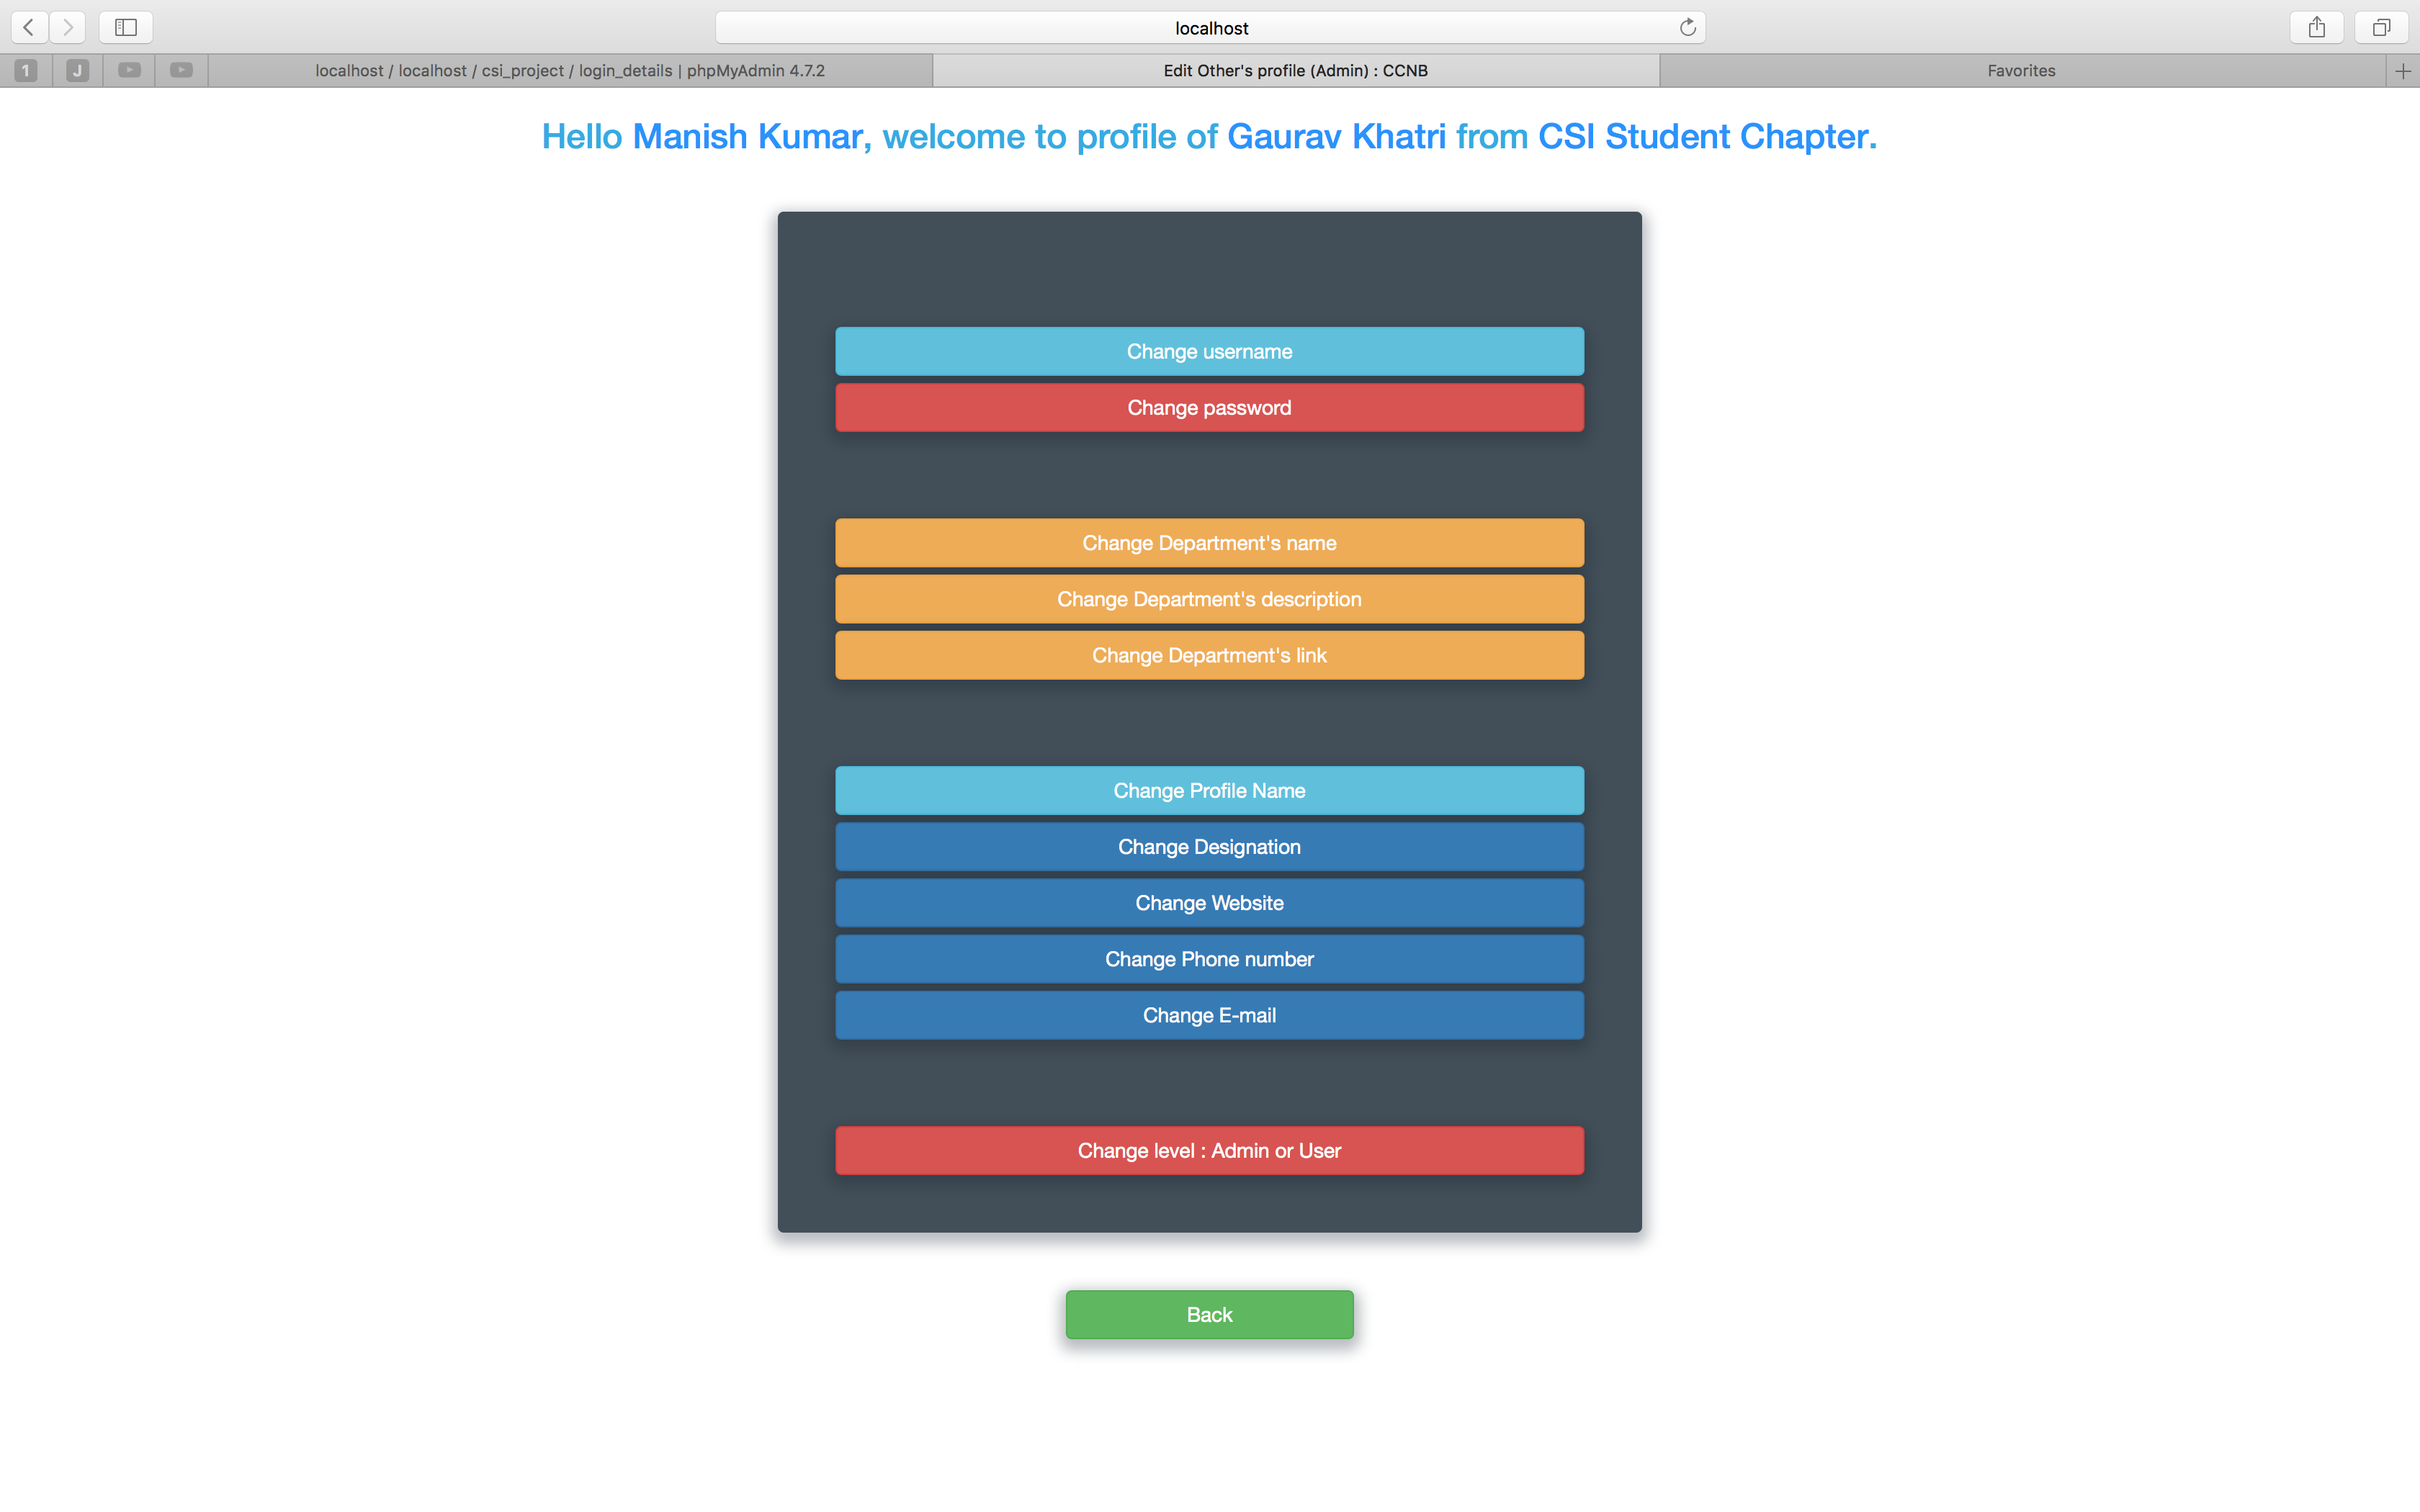 localhost
1
J
localhost / localhost / csi_project / login_details | phpMyAdmin 4.7.2
Edit Other's profile (Admin) : CCNB
Favorites
Hello Manish Kumar, welcome to profile of Gaurav Khatri from CSI Student Chapter.
Change username
Change password
Change Department's name
Change Department's description
Change Department's link
Change Profile Name
Change Designation
Change Website
Change Phone number
Change E-mail
Change level : Admin or User
Back